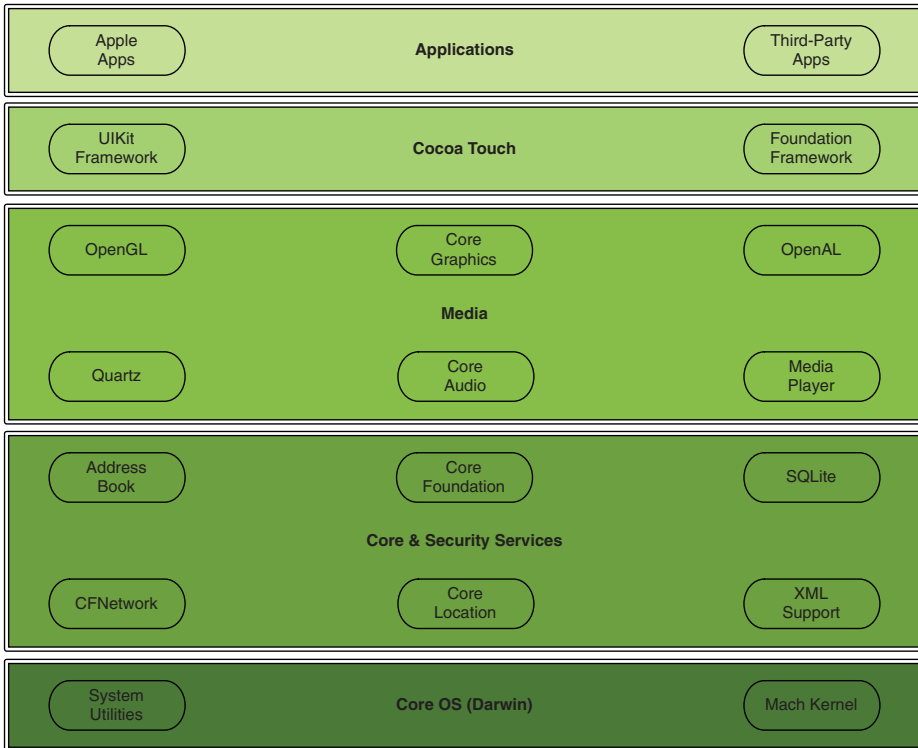 Apple
Apps
Applications
Third-Party
Apps
UIKit
Framework
Cocoa Touch
Foundation
Framework
OpenGL
Core
Graphics
OpenAL
Media
Quartz
Core
Audio
Media
Player
Address
Book
Core
Foundation
SQLite
Core & Security Services
CFNetwork
Core
Location
XML
Support
System
Utilities
Core OS (Darwin)
Mach Kernel